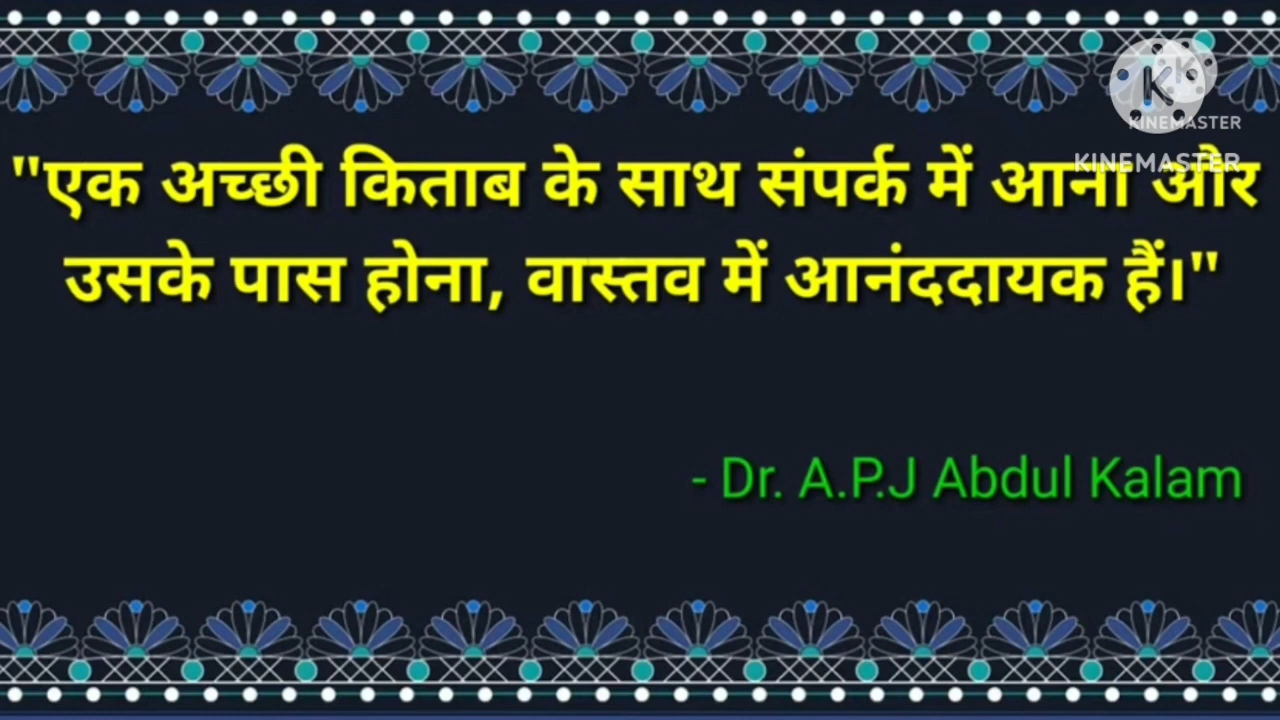 KINEMASTER
KINEMASTER
"एक अच्छी किताब के साथ संपर्क में आना और
उसके पास होना, वास्तव में आनंददायक हैं।"
- Dr. A.P.J Abdul Kalam